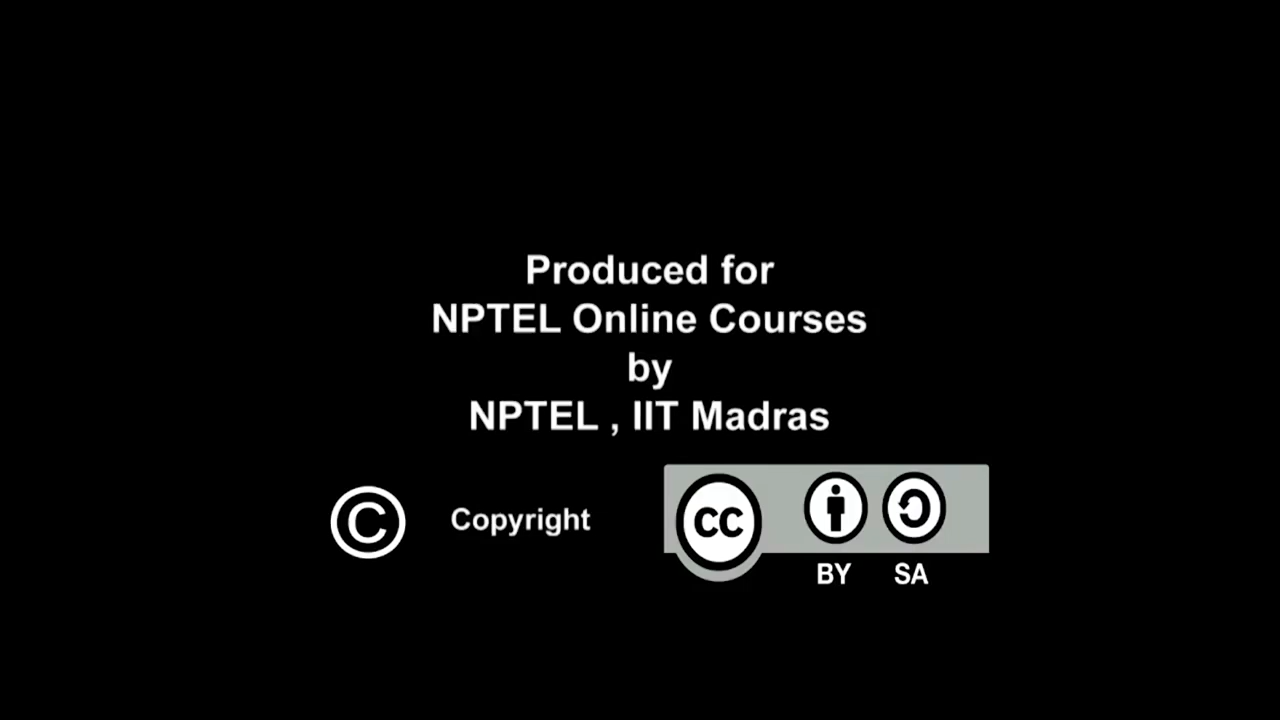 Produced for
NPTEL Online Courses
by
NPTEL , IIT Madras
© Copyright
cc
BY SA